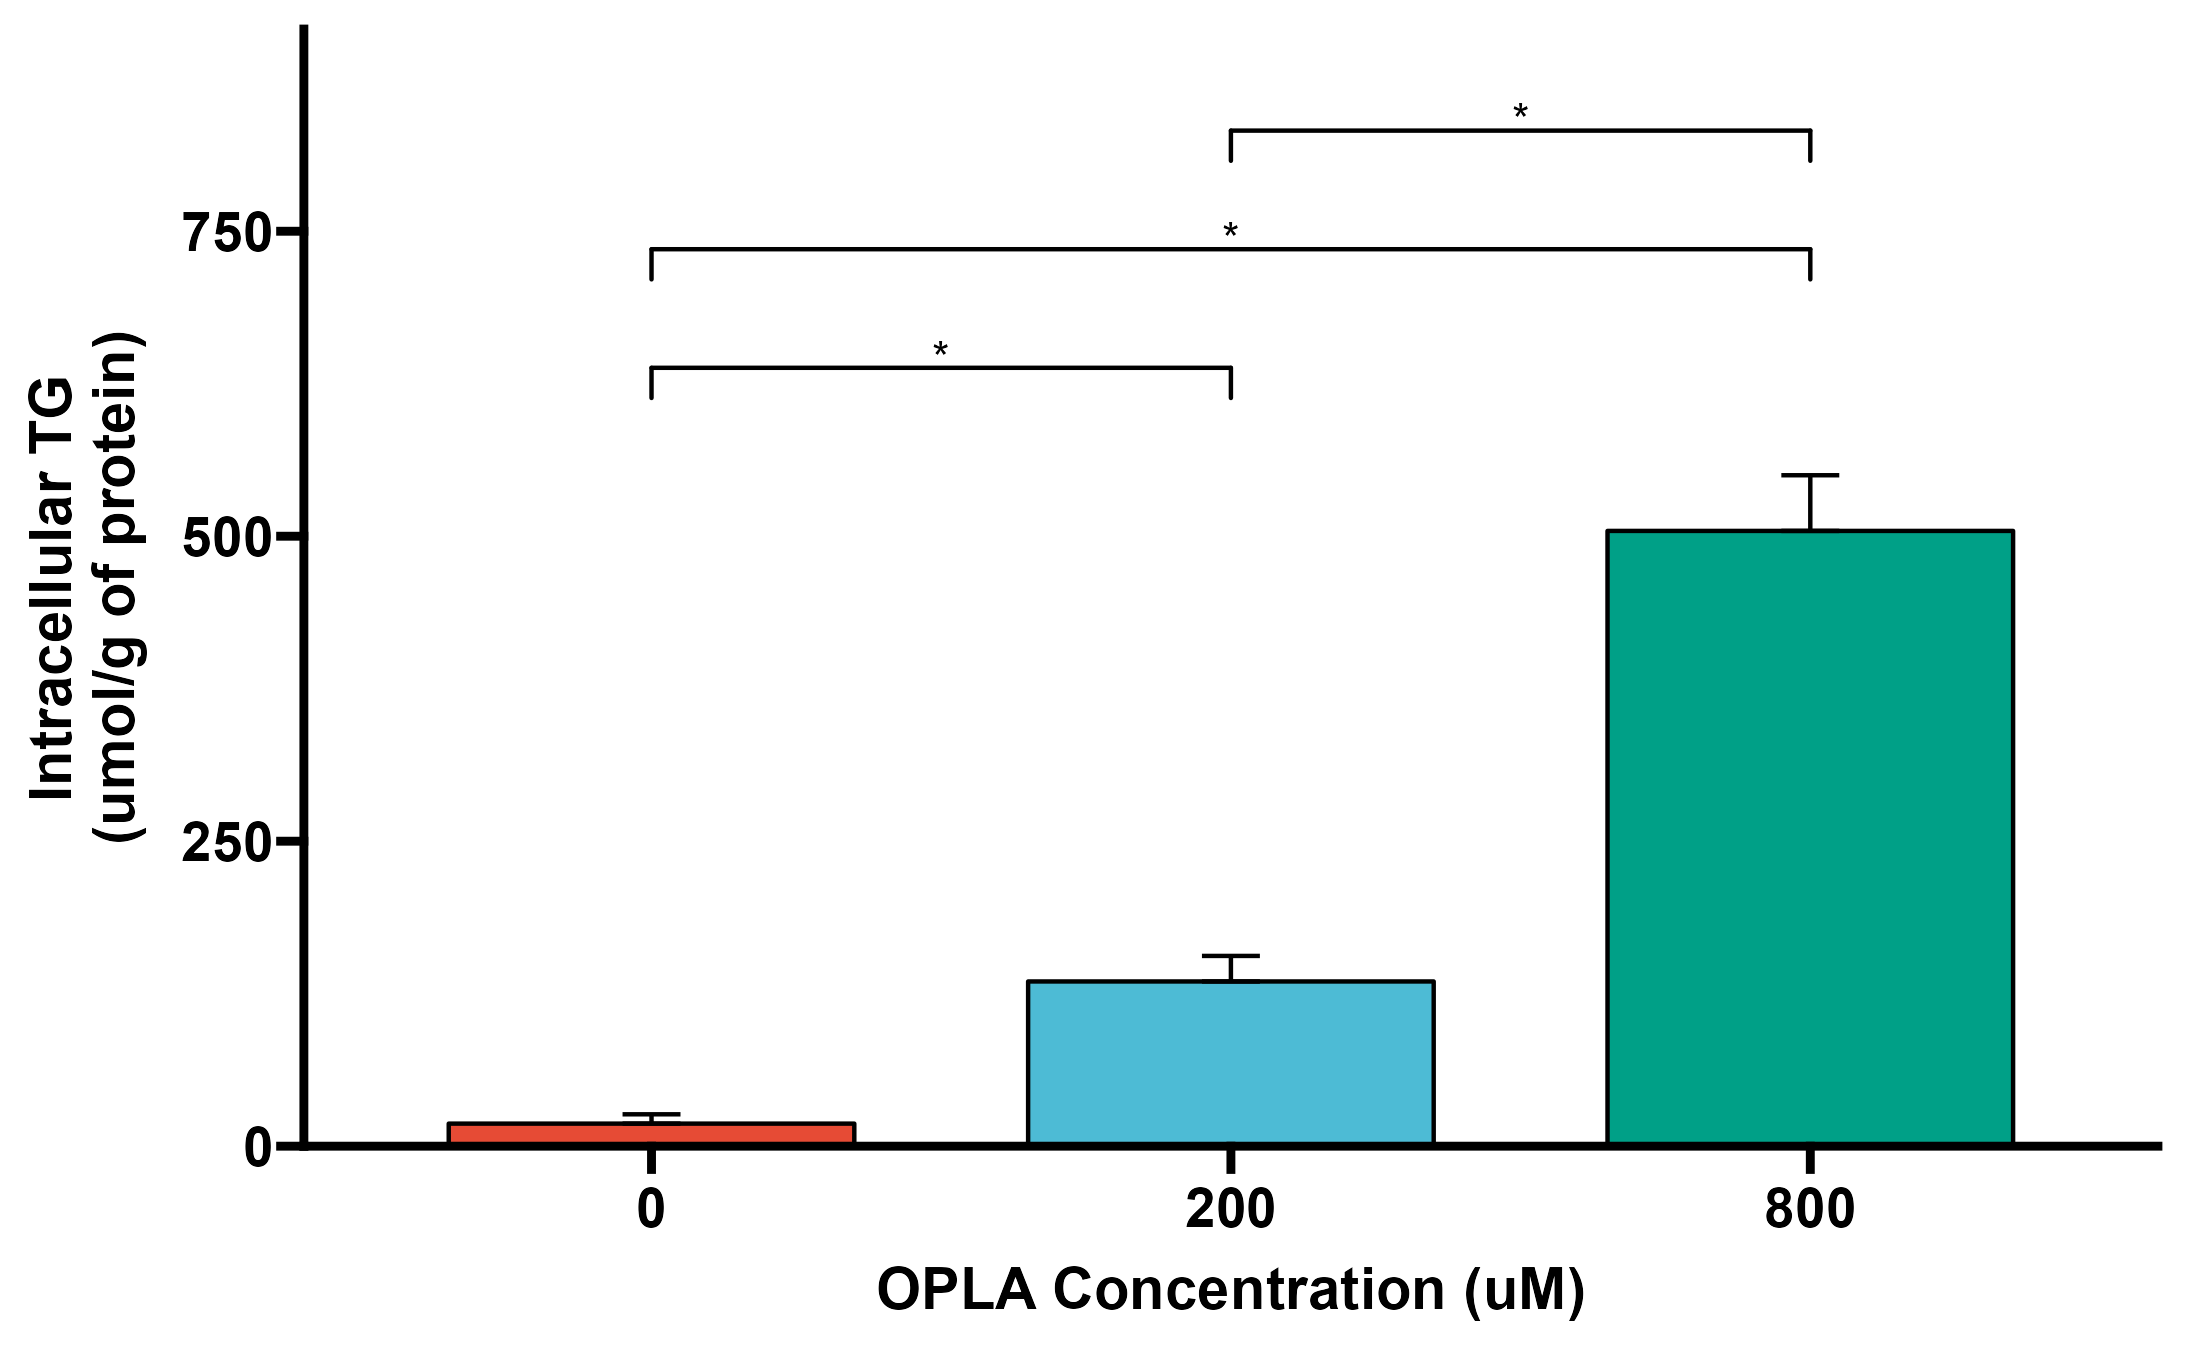 *
*
*
750
500
250
0
Intracellular TG
(umol/g of protein)
0 200 800
OPLA Concentration (uM)